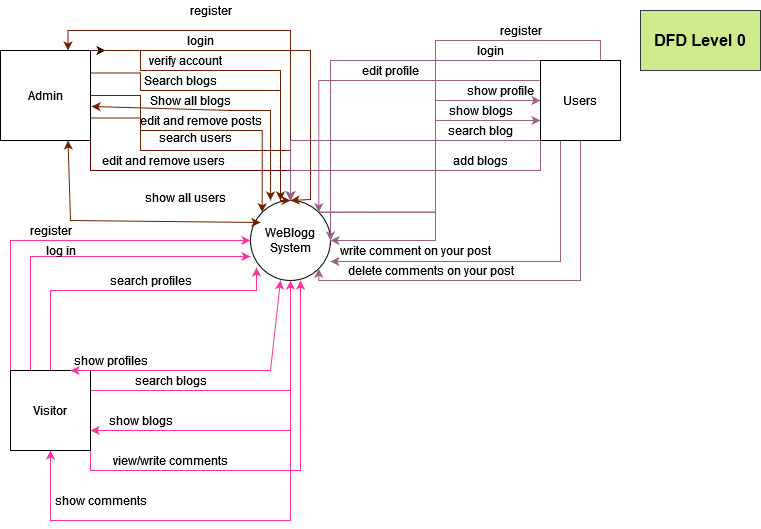 register
DFD Level 0
login
verify account
Search blogs
Show all blogs
edit and remove posts
search users
edit and remove users
show all users
Admin
register
login
edit profile
show profile
show blogs
search blog
add blogs
Users
WeBlogg
System
write comment on your post
delete comments on your post
register
log in
search profiles
show profiles
search blogs
Visitor
show blogs
view/write comments
show comments